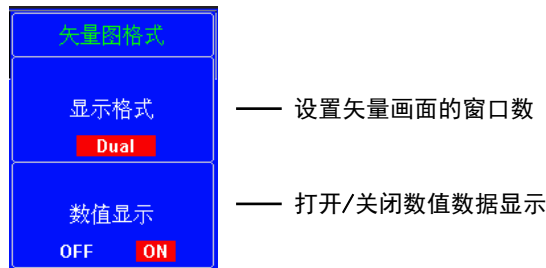 矢量图格式
显示格式 —— 设置矢量画面的窗口数
Dual
数值显示 —— 打开/关闭数值数据显示
OFF ON